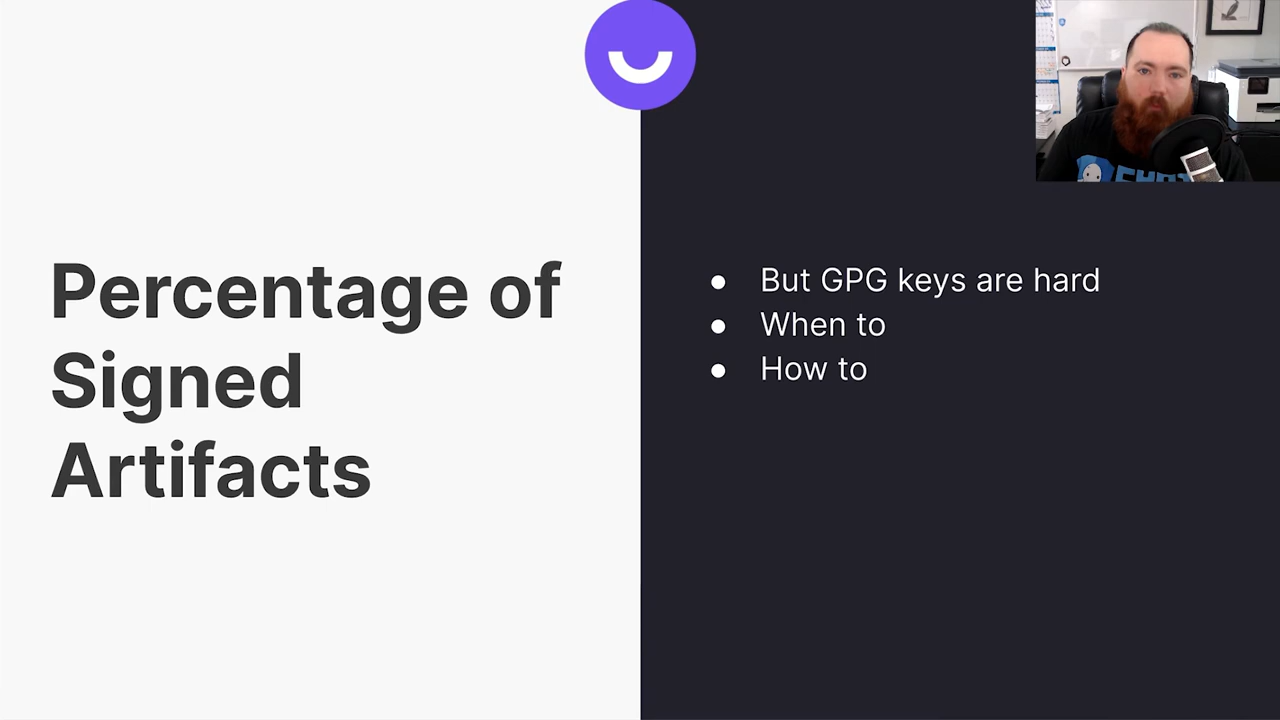 Percentage of
Signed
Artifacts
But GPG keys are hard
When to
How to